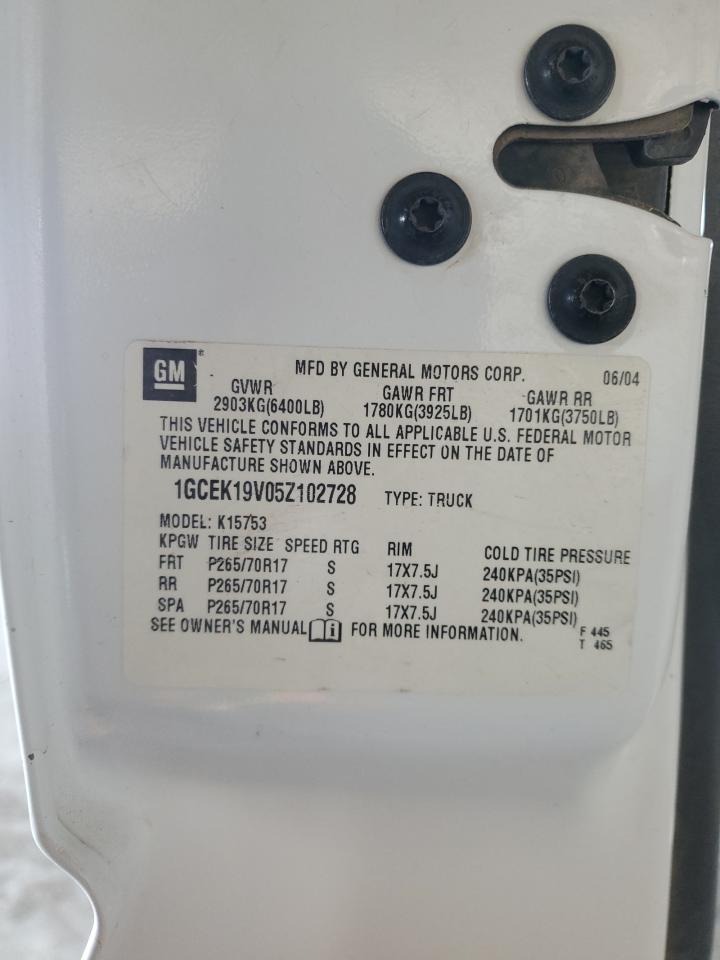 GM
MFD BY GENERAL MOTORS CORP. 06/04
GVWR GAWR FRT GAWR RR
2903KG(6400LB) 1780KG(3925LB) 1701KG(3750LB)
THIS VEHICLE CONFORMS TO ALL APPLICABLE U.S. FEDERAL MOTOR
VEHICLE SAFETY STANDARDS IN EFFECT ON THE DATE OF
MANUFACTURE SHOWN ABOVE.
1GCEK19V05Z102728 TYPE: TRUCK
MODEL: K15753
KPGW TIRE SIZE SPEED RTG RIM COLD TIRE PRESSURE
FRT P265/70R17 S 17X7.5J 240KPA(35PSI)
RR P265/70R17 S 17X7.5J 240KPA(35PSI)
SPA P265/70R17 S 17X7.5J 240KPA(35PSI)
SEE OWNER'S MANUAL i FOR MORE INFORMATION. F 445
T 465